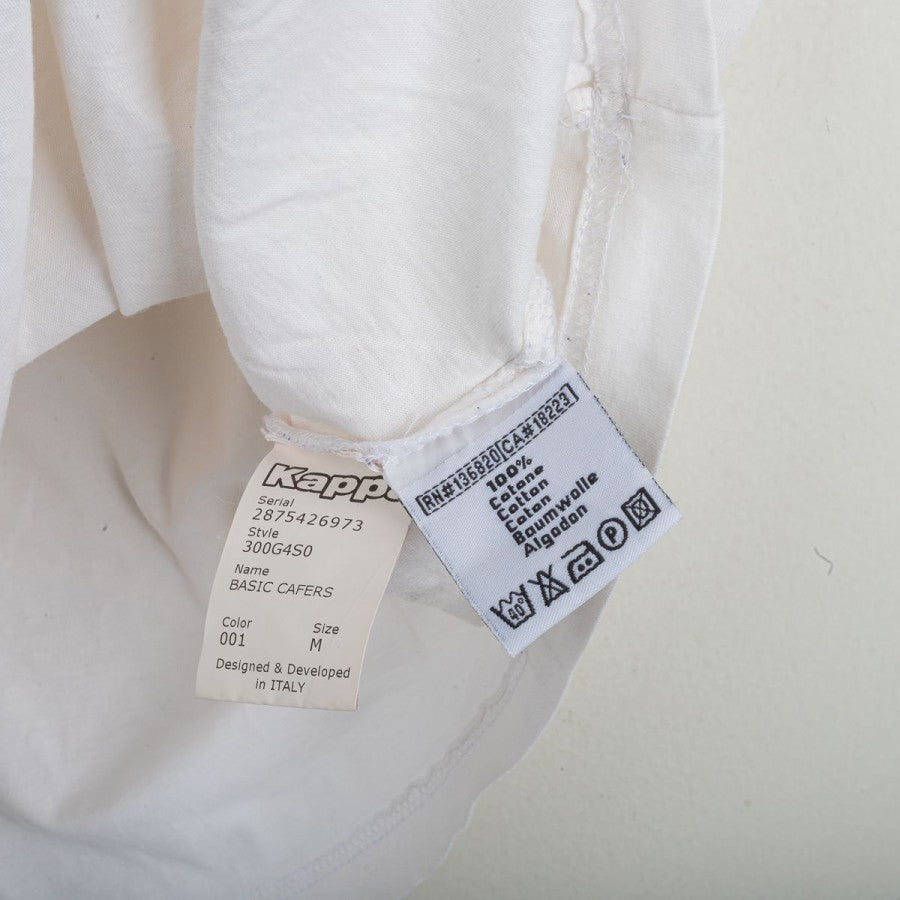 Kappa
Serial
2875426973
Style
300G4S0
Name
BASIC CAFERS
Color Size
001 M
Designed & Developed
in ITALY
RN#136820 CA#18223
100%
Cotone
Cotton
Coton
Baumwolle
Algodon
40°
P